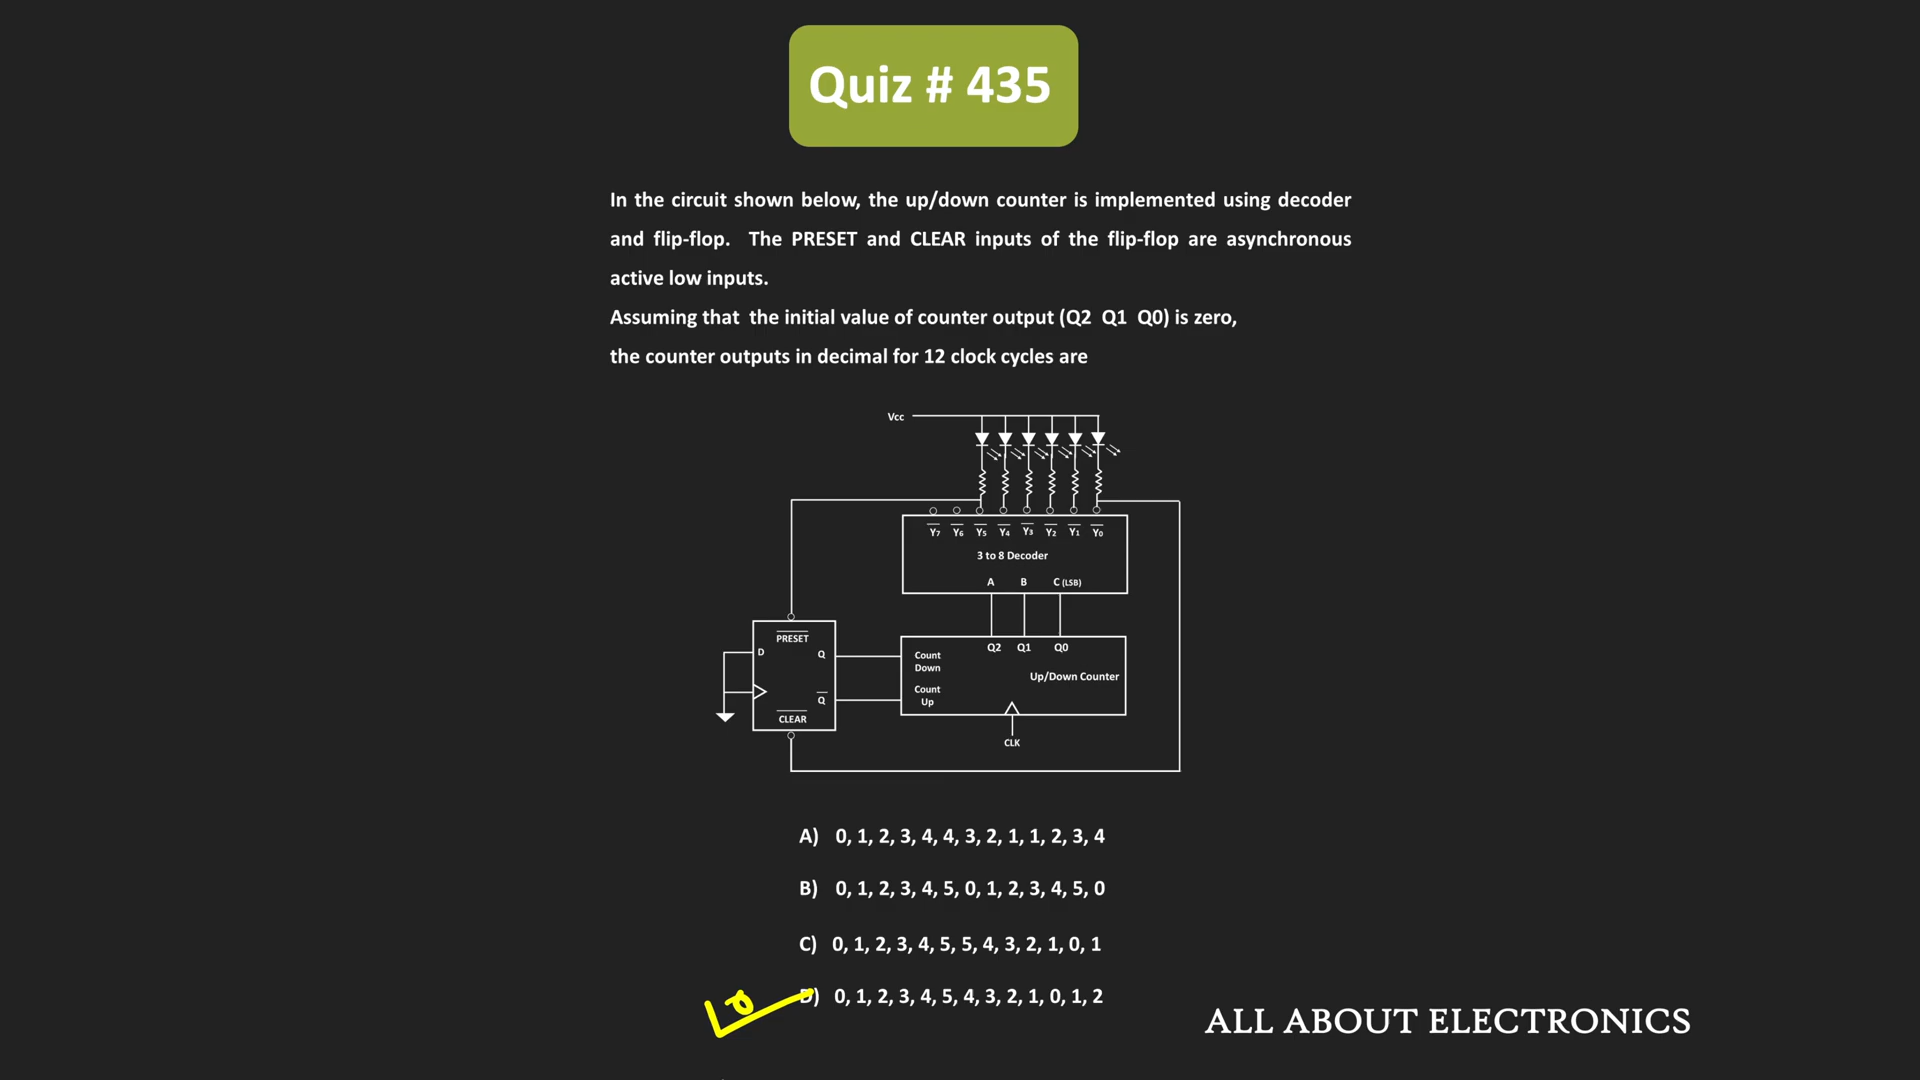 Quiz # 435
In the circuit shown below, the up/down counter is implemented using decoder
and flip-flop. The PRESET and CLEAR inputs of the flip-flop are asynchronous
active low inputs.
Assuming that the initial value of counter output (Q2 Q1 Q0) is zero,
the counter outputs in decimal for 12 clock cycles are
Vcc
Y7 Y6 Y5 Y4 Y3 Y2 Y1 Y0
3 to 8 Decoder
A B C (LSB)
PRESET
D Q
Q
CLEAR
Q2 Q1 Q0
Count
Down
Up/Down Counter
Count
Up
CLK
A) 0, 1, 2, 3, 4, 4, 3, 2, 1, 1, 2, 3, 4
B) 0, 1, 2, 3, 4, 5, 0, 1, 2, 3, 4, 5, 0
C) 0, 1, 2, 3, 4, 5, 5, 4, 3, 2, 1, 0, 1
D) 0, 1, 2, 3, 4, 5, 4, 3, 2, 1, 0, 1, 2
ALL ABOUT ELECTRONICS